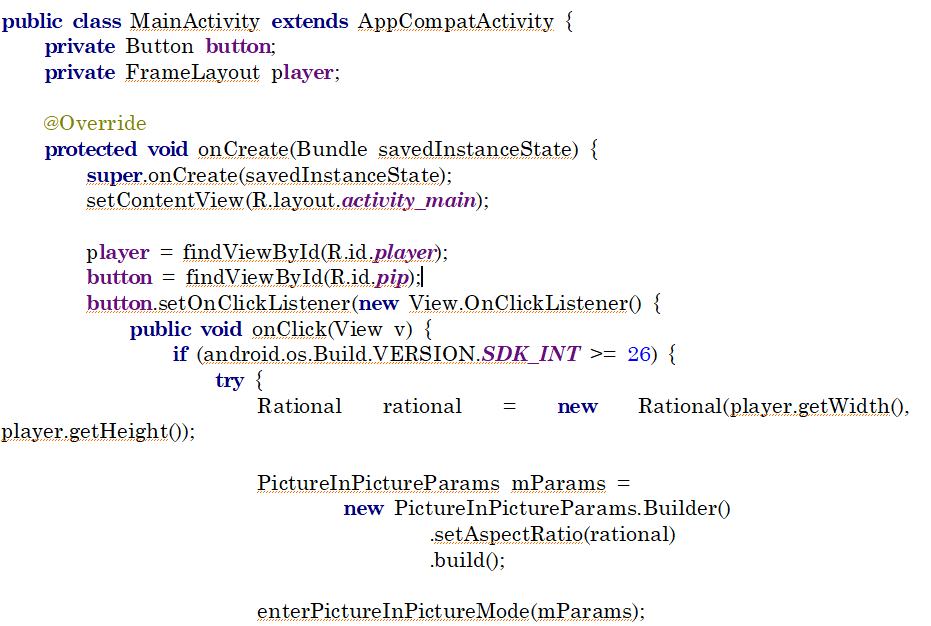 public class MainActivity extends AppCompatActivity {
private Button button;
private FrameLayout player;
@Override
protected void onCreate(Bundle savedInstanceState) {
super.onCreate(savedInstanceState);
setContentView(R.layout.activity_main);
player = findViewById(R.id.player);
button = findViewById(R.id.pip);
button.setOnClickListener(new View.OnClickListener() {
public void onClick(View v) {
if (android.os.Build.VERSION.SDK_INT >= 26) {
try {
Rational rational = new Rational(player.getWidth(),
player.getHeight());
PictureInPictureParams mParams =
new PictureInPictureParams.Builder()
.setAspectRatio(rational)
.build();
enterPictureInPictureMode(mParams);